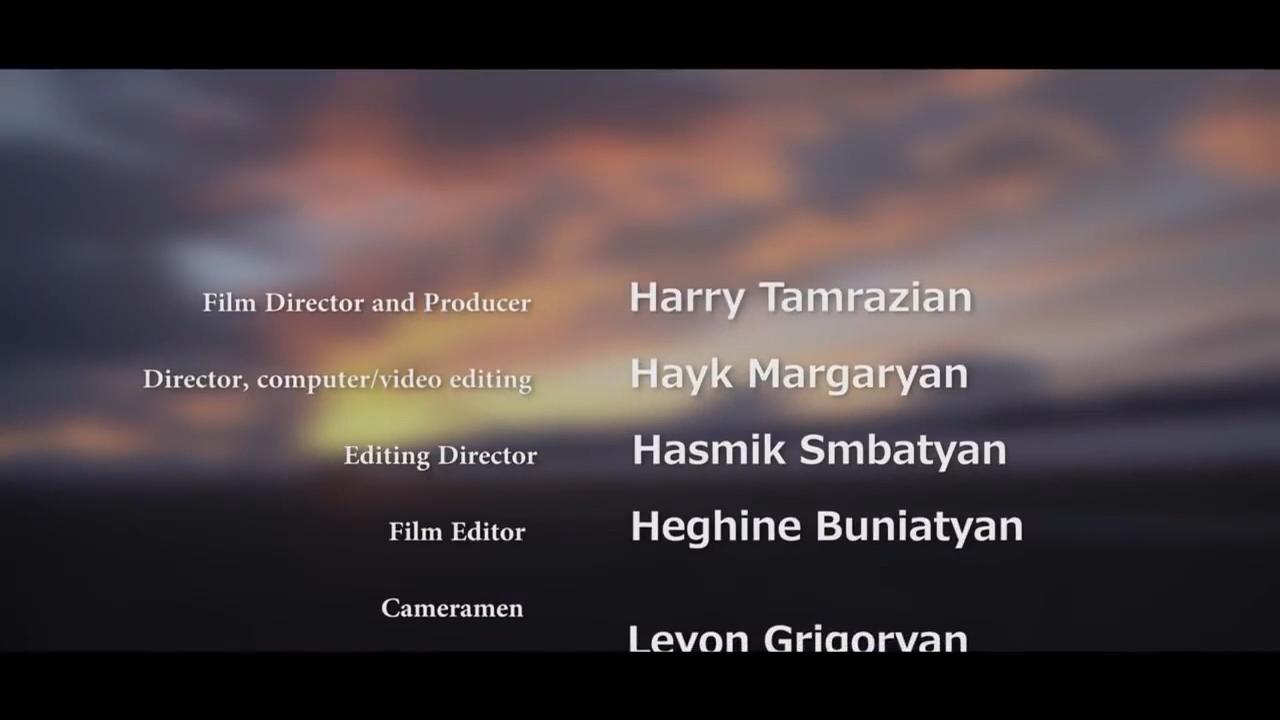 Film Director and Producer Harry Tamrazian
Director, computer/video editing Hayk Margaryan
Editing Director Hasmik Smbatyan
Film Editor Heghine Buniatyan
Cameramen
Levon Grigoryan